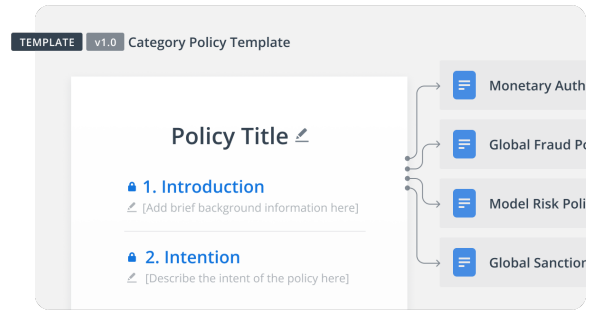 TEMPLATE v1.0 Category Policy Template
Policy Title
1. Introduction
[Add brief background information here]
2. Intention
[Describe the intent of the policy here]
Monetary Auth
Global Fraud Po
Model Risk Poli
Global Sanction